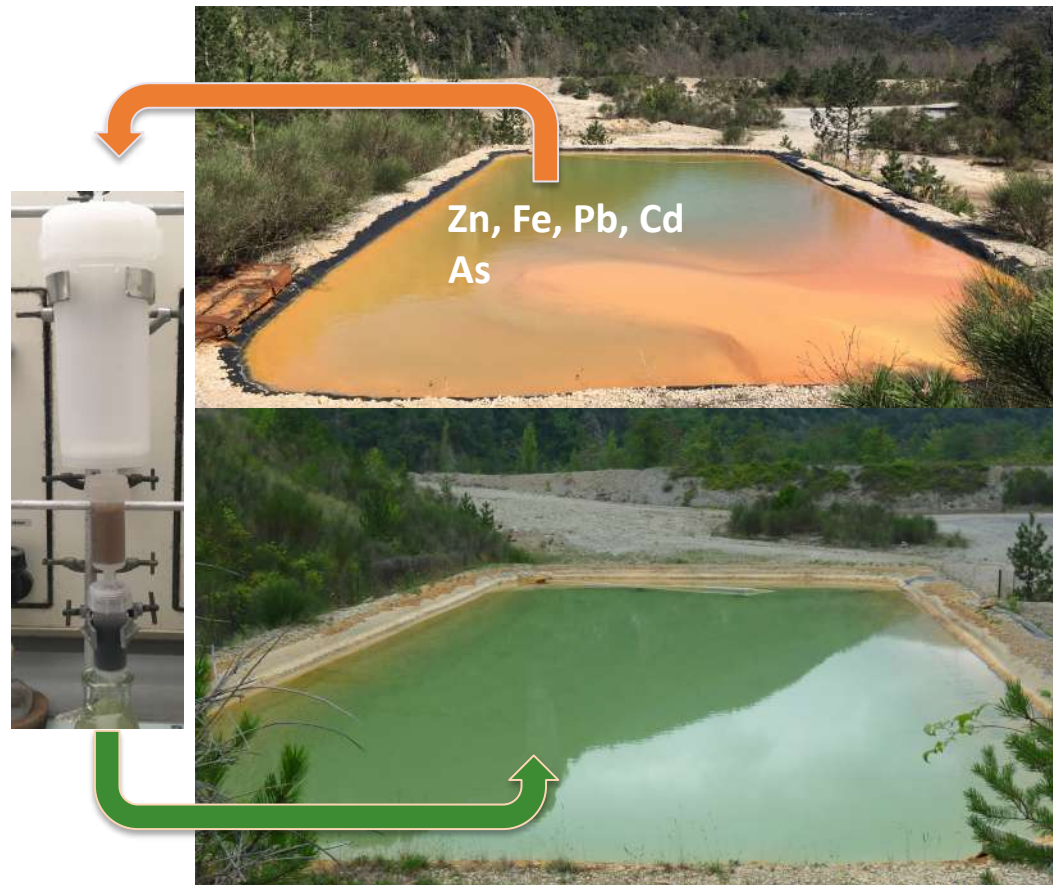 Zn, Fe, Pb, Cd
As